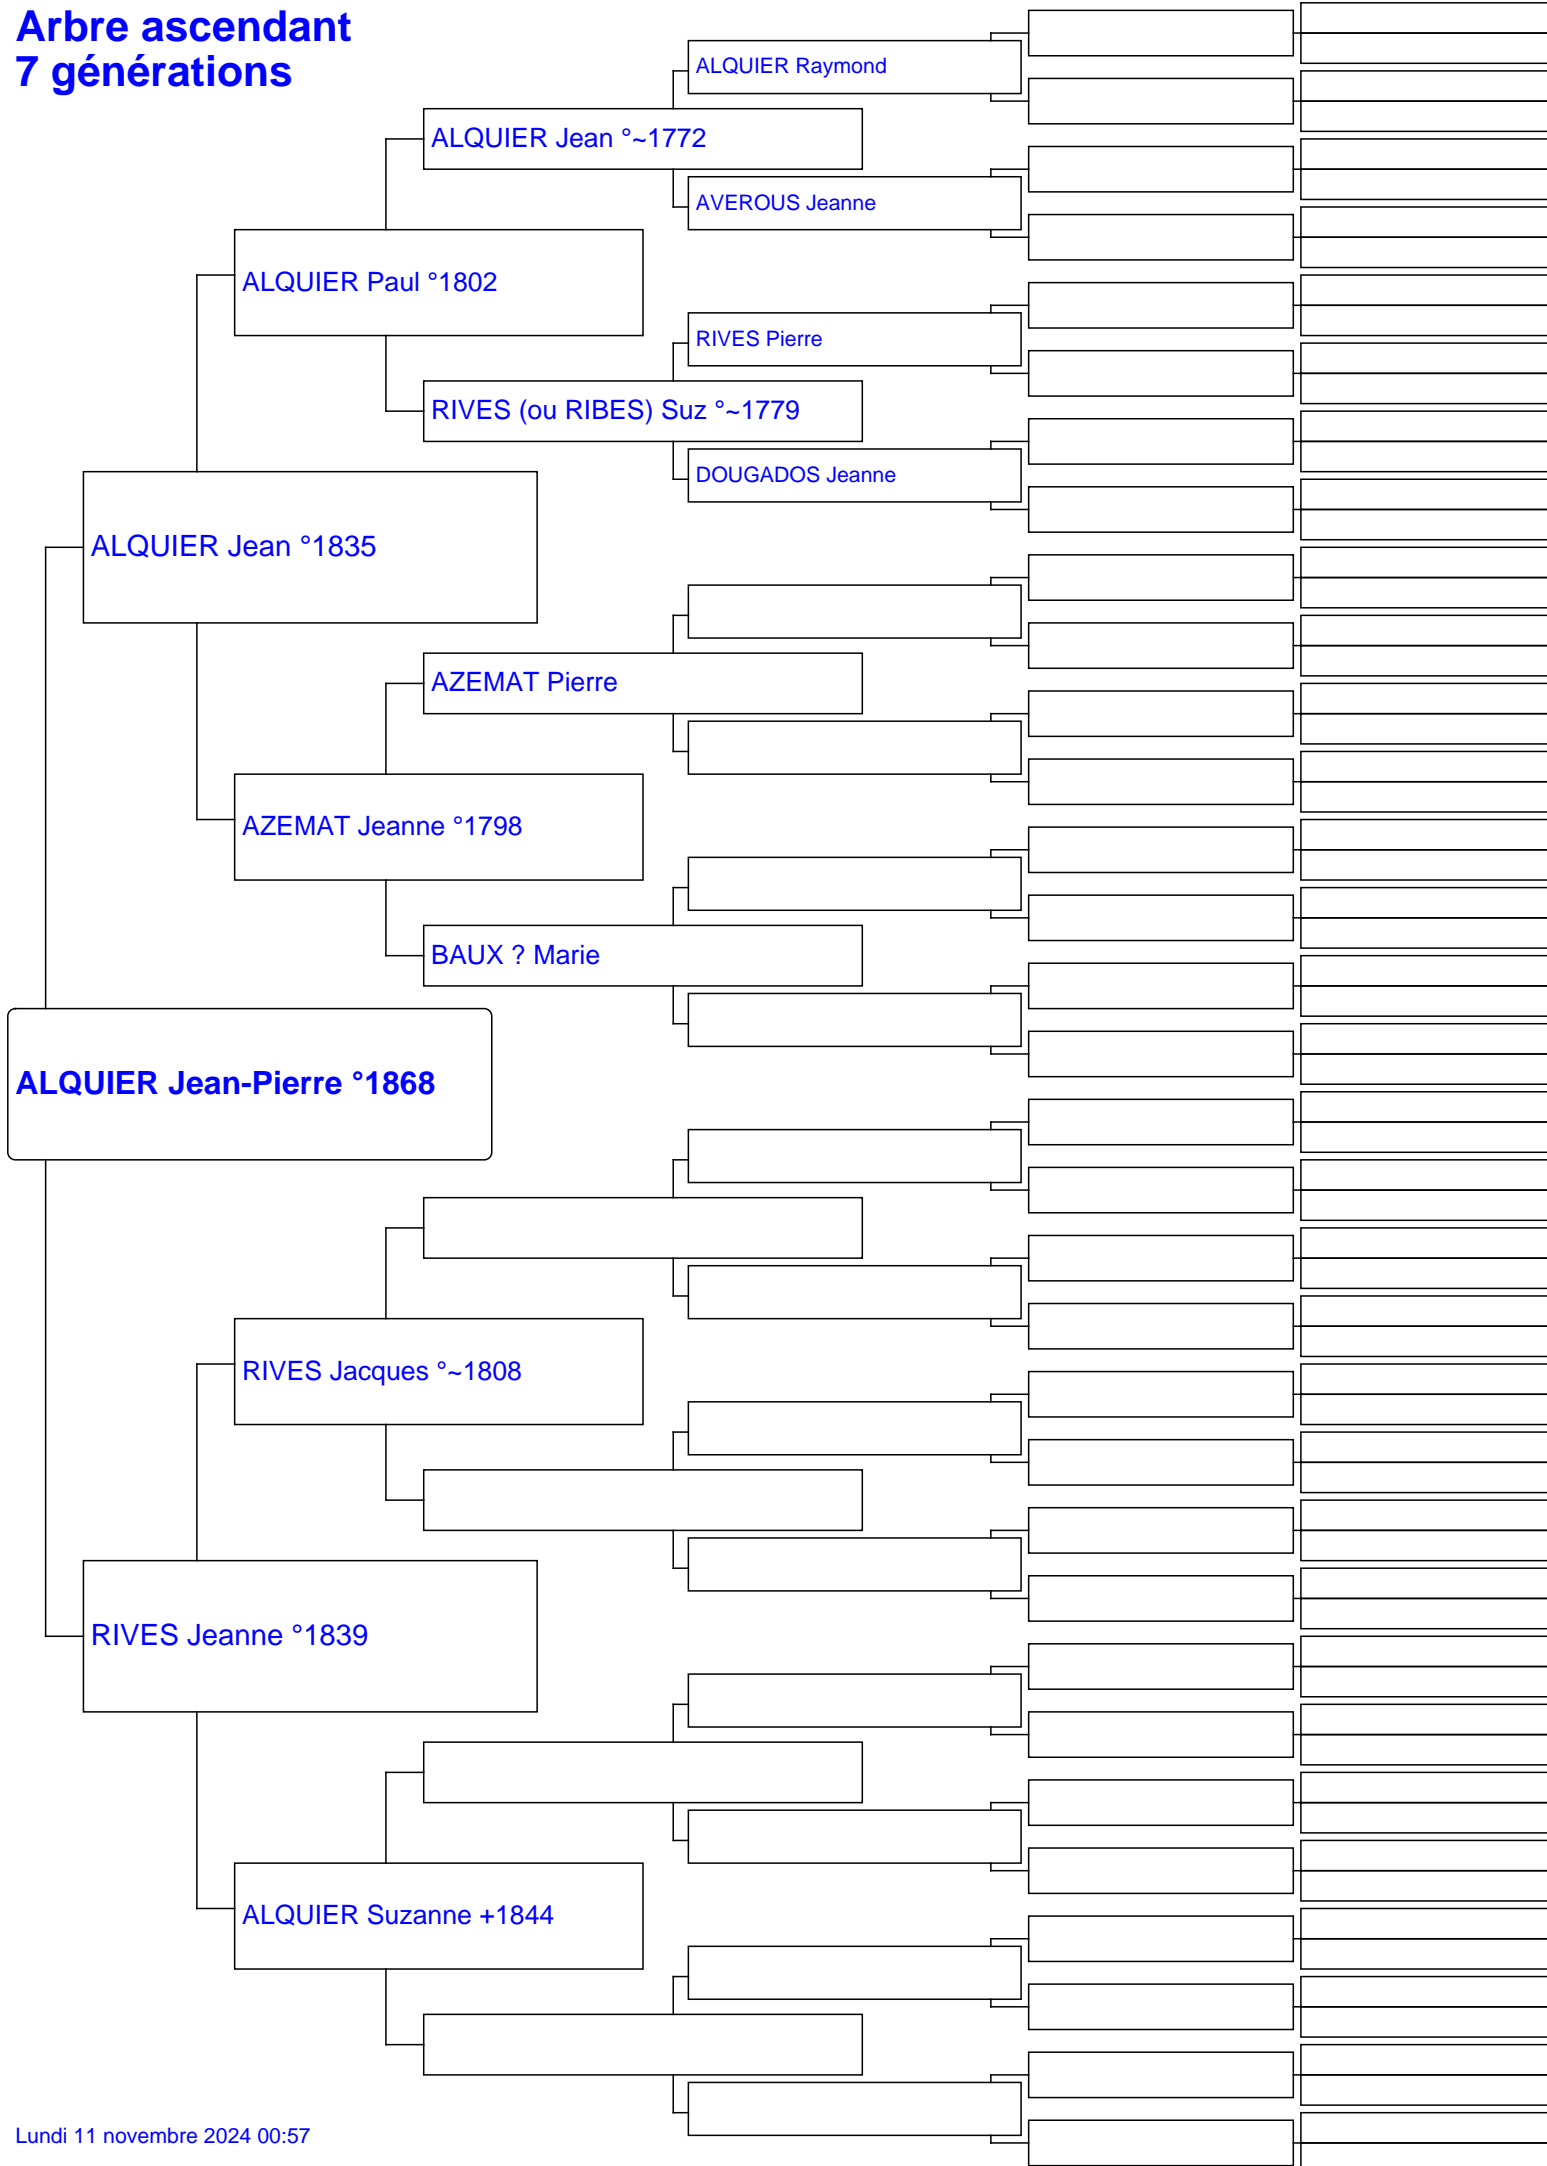 Arbre ascendant
7 générations
ALQUIER Raymond
ALQUIER Jean °~1772
AVEROUS Jeanne
ALQUIER Paul °1802
RIVES Pierre
RIVES (ou RIBES) Suz °~1779
DOUGADOS Jeanne
ALQUIER Jean °1835
AZEMAT Pierre
AZEMAT Jeanne °1798
BAUX ? Marie
ALQUIER Jean-Pierre °1868
RIVES Jacques °~1808
RIVES Jeanne °1839
ALQUIER Suzanne +1844
Lundi 11 novembre 2024 00:57